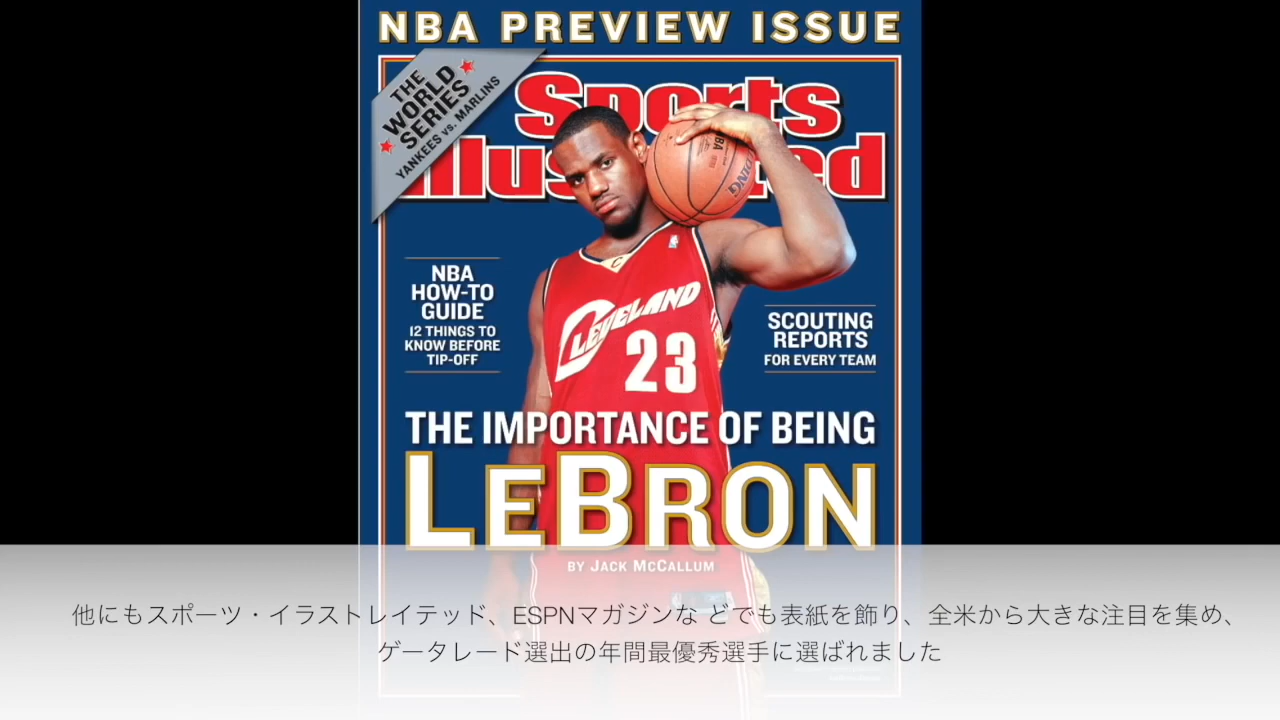 NBA PREVIEW ISSUE
THE
WORLD
SERIES
YANKEES VS. MARLINS
Sports
Illustrated
NBA
HOW-TO
GUIDE
12 THINGS TO
KNOW BEFORE
TIP-OFF
CLEVELAND
23
SCOUTING
REPORTS
FOR EVERY TEAM
THE IMPORTANCE OF BEING
LEBRON
BY JACK MCCALLUM
他にもスポーツ・イラストレイテッド、ESPNマガジンな どでも表紙を飾り、全米から大きな注目を集め、
ゲータレード選出の年間最優秀選手に選ばれました